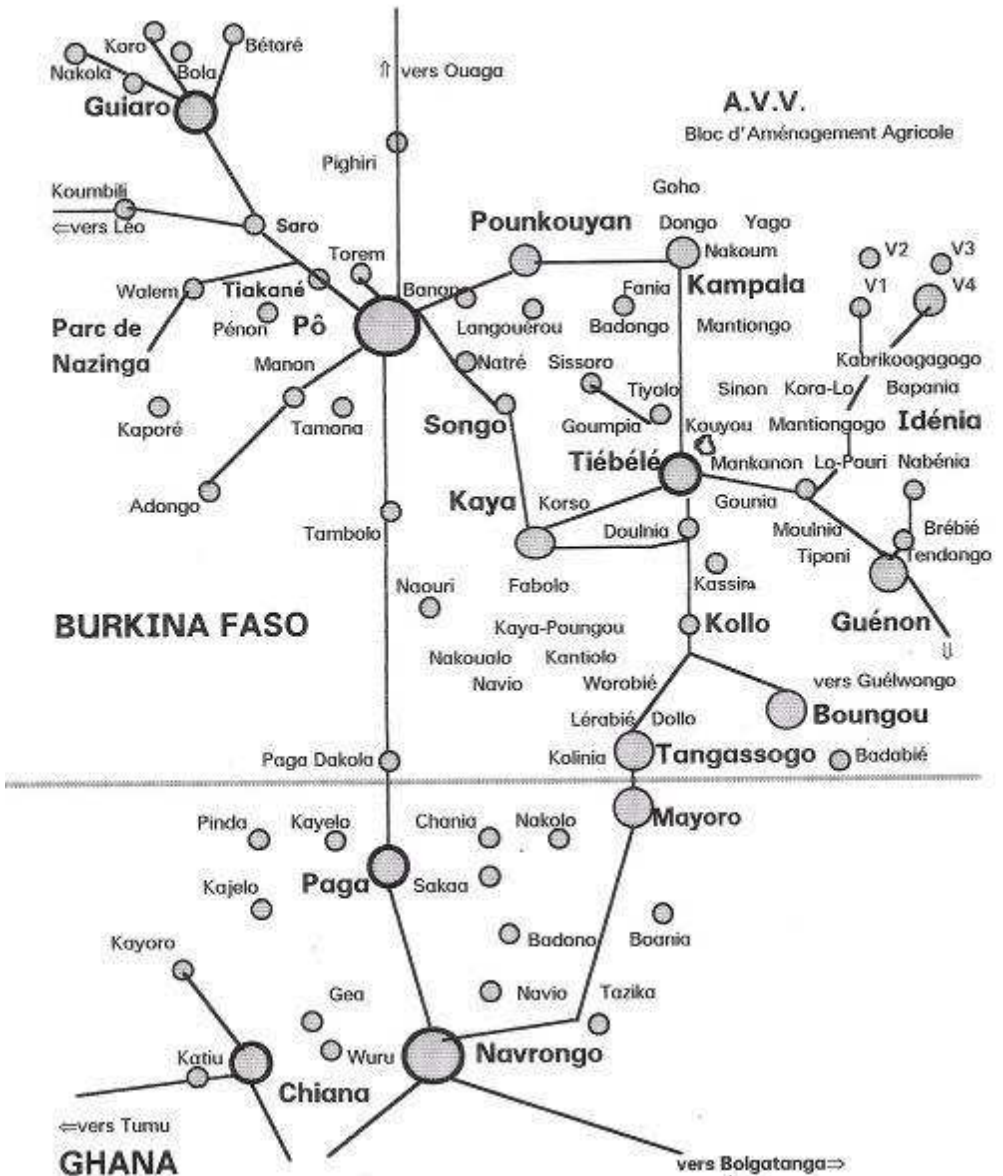 Koro
Bétaré
Nakola
Bola
Guiaro
⇑ vers Ouaga
A.V.V.
Bloc d'Aménagement Agricole
Pighiri
Koumbili
⇐vers Léo
Saro
Goho
Pounkouyan
Dongo Yago
Nakoum
V2 V3
Torem
Walem
Tiakané
Banano
Fania
Kampala
V1 V4
Pénon
Pô
Langouérou
Badongo
Mantiongo
Parc de
Nazinga
Manon
Natré
Sissoro
Kabrikoagagogo
Tiyolo
Sinon Kora-Lo Bapania
Kaporé
Tamona
Songo
Goumpia
Kouyou Mantiongogo
Idénia
Tiébélé
Mankanon Lo-Pouri Nabénia
Adongo
Kaya
Korso
Gounia
Tambolo
Doulnia
Moulnia
Brébié
Tiponi
Tendongo
Naouri
Fabolo
Kassira
BURKINA FASO
Kaya-Poungou
Kollo
Guénon
⇓
Nakoualo Kantiolo
Navio
Worobié
vers Guélwongo
Lérabié Dollo
Boungou
Paga Dakola
Kolinia
Tangassogo
Badabié
Pinda
Kayelo
Chania
Nakolo
Mayoro
Paga
Sakaa
Kajelo
Kayoro
Badono
Boania
Gea
Navio
Tazika
Katiu
Wuru
Navrongo
Chiana
⇐vers Tumu
GHANA
vers Bolgatanga⇒